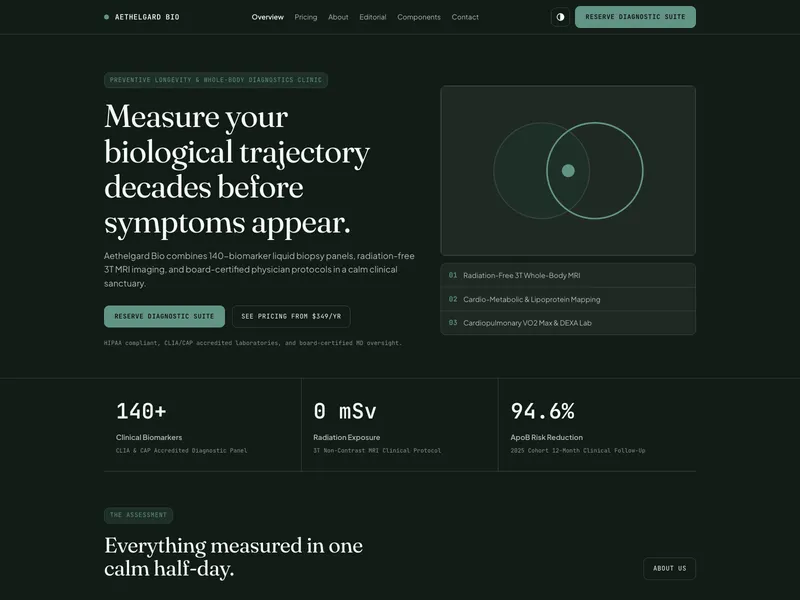 AETHELGARD BIO
Overview
Pricing
About
Editorial
Components
Contact
RESERVE DIAGNOSTIC SUITE
PREVENTIVE LONGEVITY & WHOLE-BODY DIAGNOSTICS CLINIC
Measure your
biological trajectory
decades before
symptoms appear.
Aethelgard Bio combines 140-biomarker liquid biopsy panels, radiation-free
3T MRI imaging, and board-certified physician protocols in a calm clinical
sanctuary.
RESERVE DIAGNOSTIC SUITE
SEE PRICING FROM $349/YR
HIPAA compliant, CLIA/CAP accredited laboratories, and board-certified MD oversight.
01 Radiation-Free 3T Whole-Body MRI
02 Cardio-Metabolic & Lipoprotein Mapping
03 Cardiopulmonary VO2 Max & DEXA Lab
140+
Clinical Biomarkers
CLIA & CAP Accredited Diagnostic Panel
0 mSv
Radiation Exposure
3T Non-Contrast MRI Clinical Protocol
94.6%
ApoB Risk Reduction
2025 Cohort 12-Month Clinical Follow-Up
THE ASSESSMENT
Everything measured in one
calm half-day.
ABOUT US